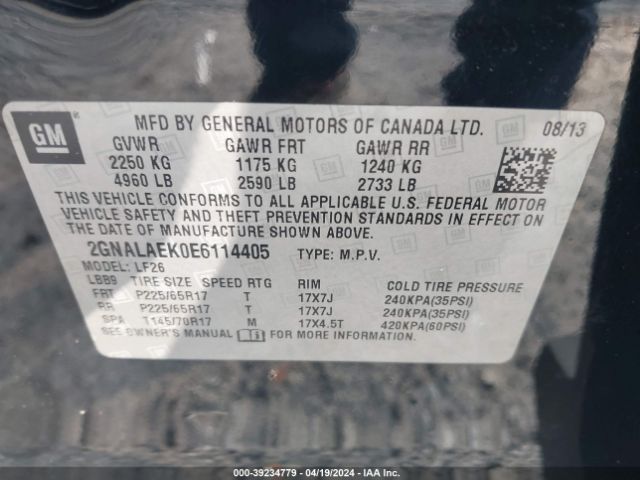 GM
MFD BY GENERAL MOTORS OF CANADA LTD. 08/13
GVWR GAWR FRT GAWR RR
2250 KG 1175 KG 1240 KG
4960 LB 2590 LB 2733 LB
THIS VEHICLE CONFORMS TO ALL APPLICABLE U.S. FEDERAL MOTOR
VEHICLE SAFETY AND THEFT PREVENTION STANDARDS IN EFFECT ON
THE DATE OF MANUFACTURE SHOWN ABOVE.
2GNALAEK0E6114405 TYPE: M.P.V.
MODEL: LF26
LBB9 TIRE SIZE SPEED RTG RIM COLD TIRE PRESSURE
FRT P225/65R17 T 17X7J 240KPA(35PSI)
RR P225/65R17 T 17X7J 240KPA(35PSI)
SPA T145/70R17 M 17X4.5T 420KPA(60PSI)
SEE OWNER'S MANUAL FOR MORE INFORMATION.
000-39234779 - 04/19/2024 - IAA Inc.